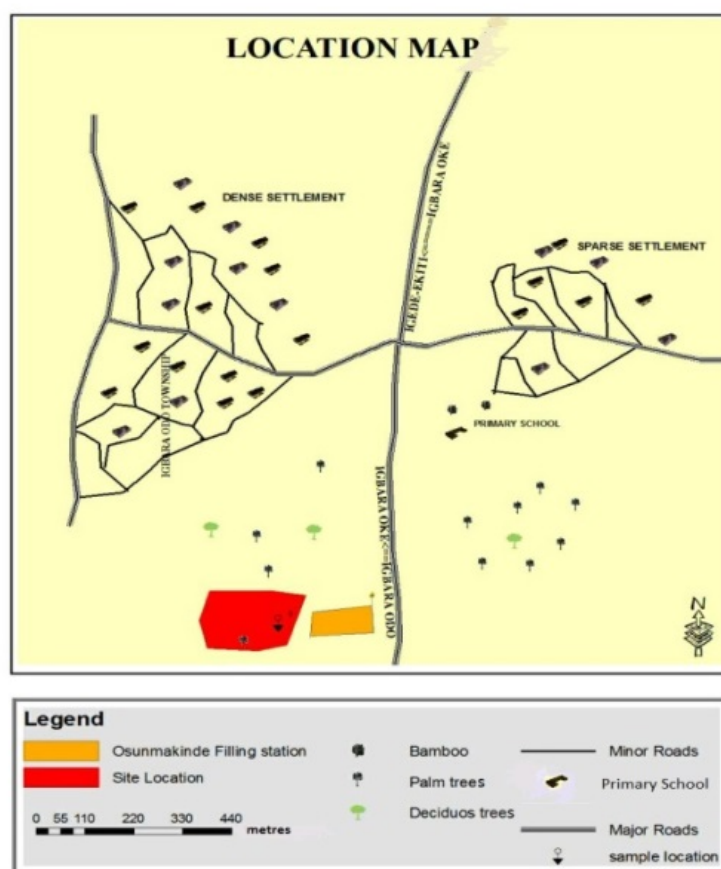 LOCATION MAP
DENSE SETTLEMENT
IGEDE-EKITI<------IGBARA OKE
SPARSE SETTLEMENT
IGBARA ODO TOWNSHIP
PRIMARY SCHOOL
IGBARA OKE<==IGBARA ODO
N
Legend
Osunmakinde Filling station
Site Location
0 55 110 220 330 440
metres
Bamboo
Palm trees
Deciduos trees
Minor Roads
Primary School
Major Roads
sample location